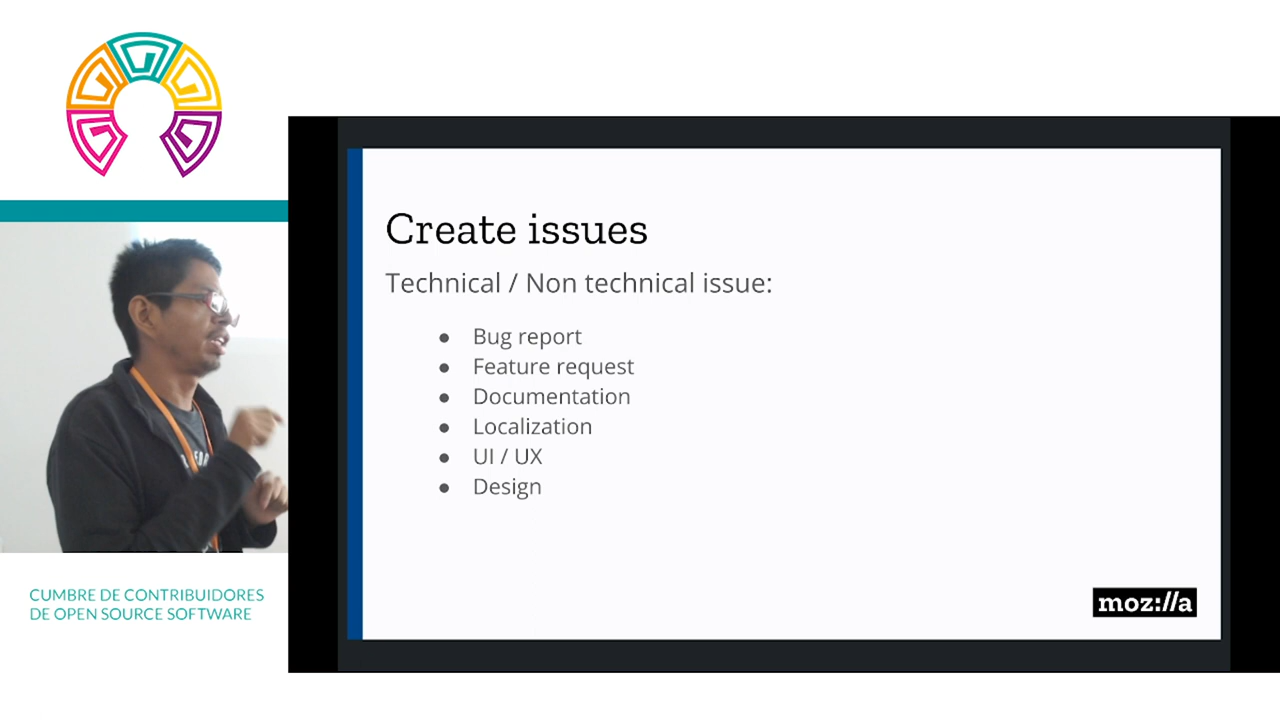 Create issues
Technical / Non technical issue:
● Bug report
● Feature request
● Documentation
● Localization
● UI / UX
● Design
moz://a
CUMBRE DE CONTRIBUIDORES
DE OPEN SOURCE SOFTWARE